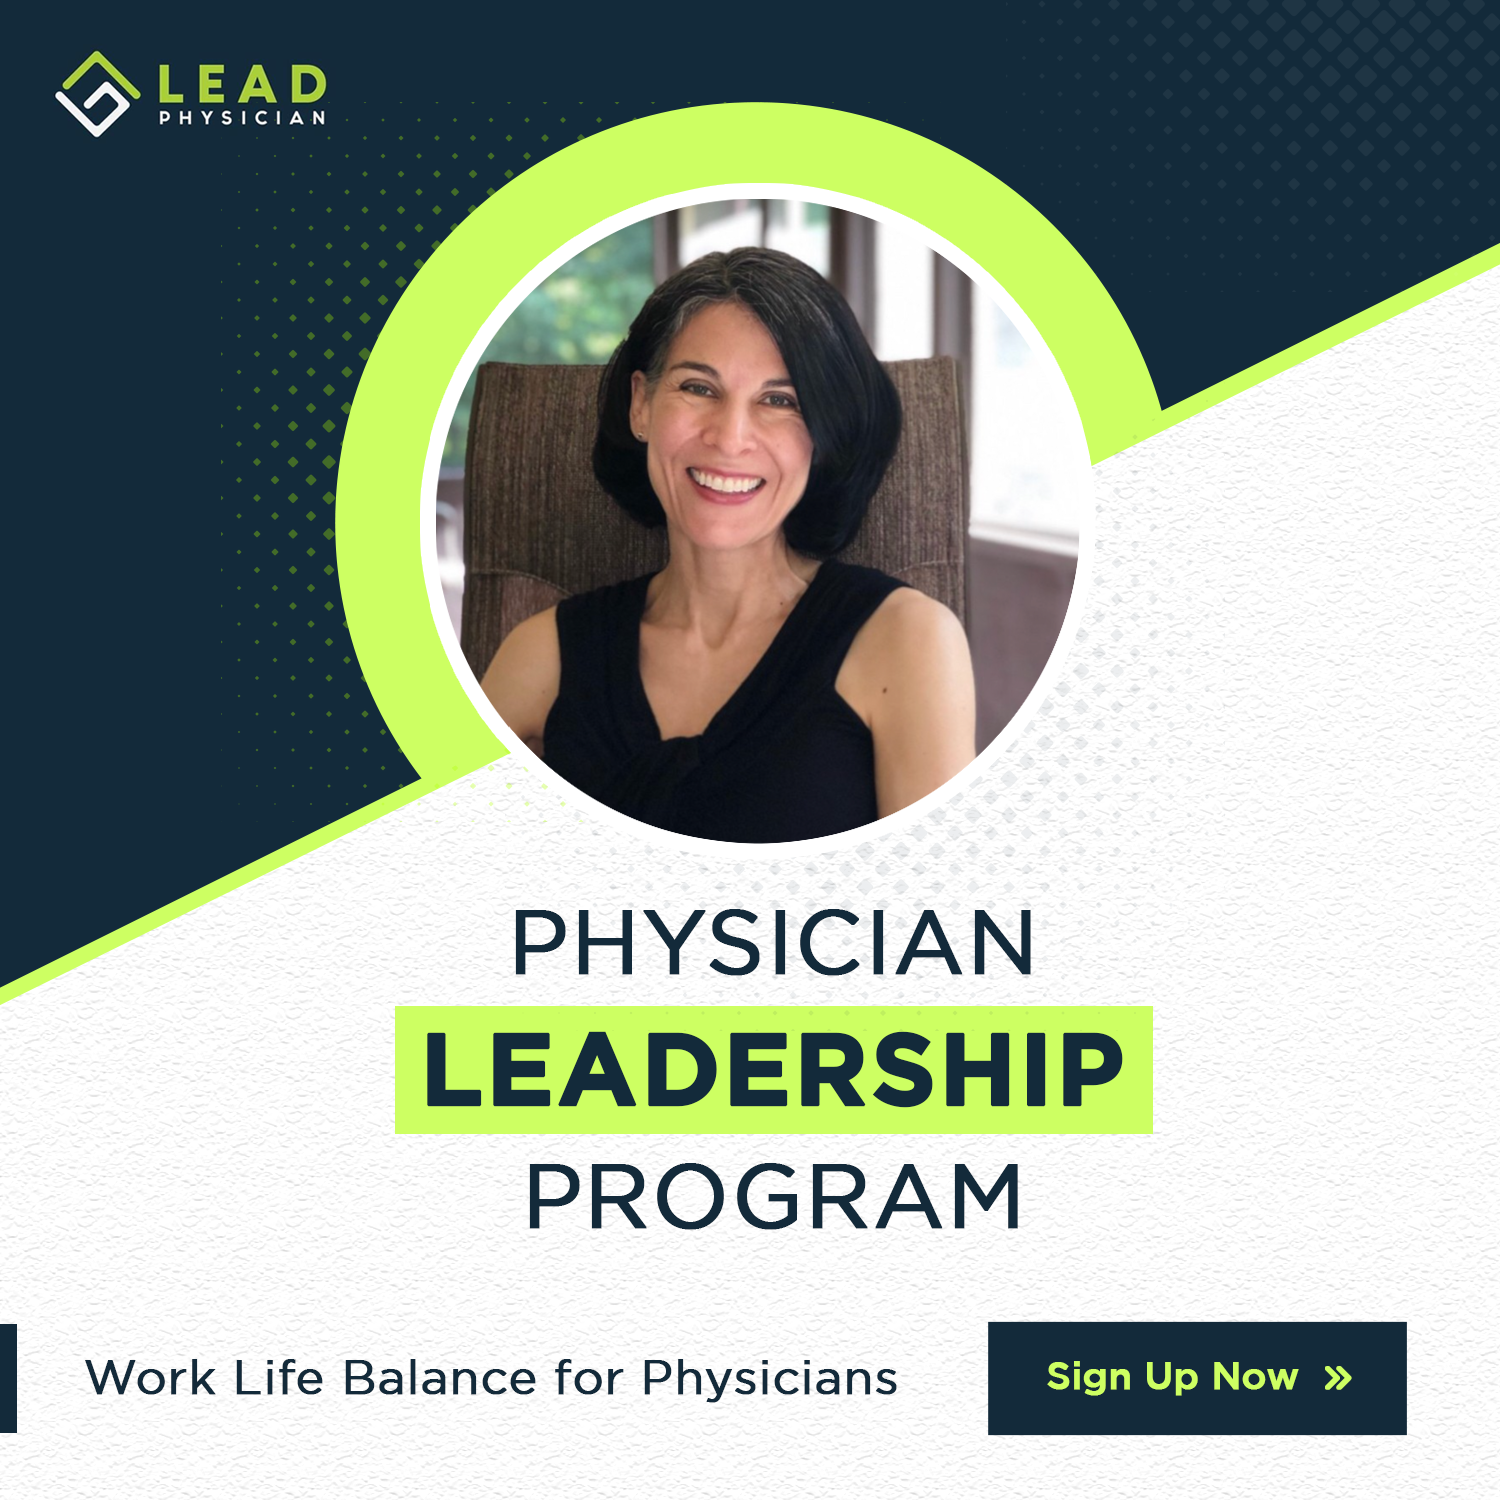 LEAD
PHYSICIAN
PHYSICIAN
LEADERSHIP
PROGRAM
Work Life Balance for Physicians
Sign Up Now »